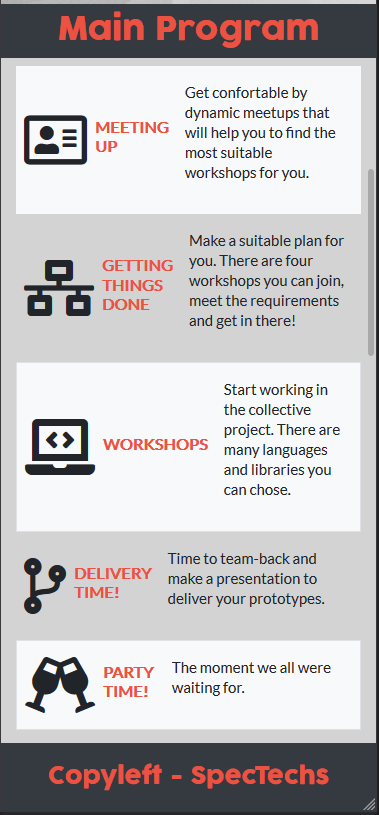 Main Program
MEETING
UP
Get confortable by
dynamic meetups that
will help you to find the
most suitable
workshops for you.
GETTING
THINGS
DONE
Make a suitable plan for
you. There are four
workshops you can join,
meet the requirements
and get in there!
WORKSHOPS
Start working in
the collective
project. There are
many languages
and libraries you
can chose.
DELIVERY
TIME!
Time to team-back and
make a presentation to
deliver your prototypes.
PARTY
TIME!
The moment we all were
waiting for.
Copyleft - SpecTechs